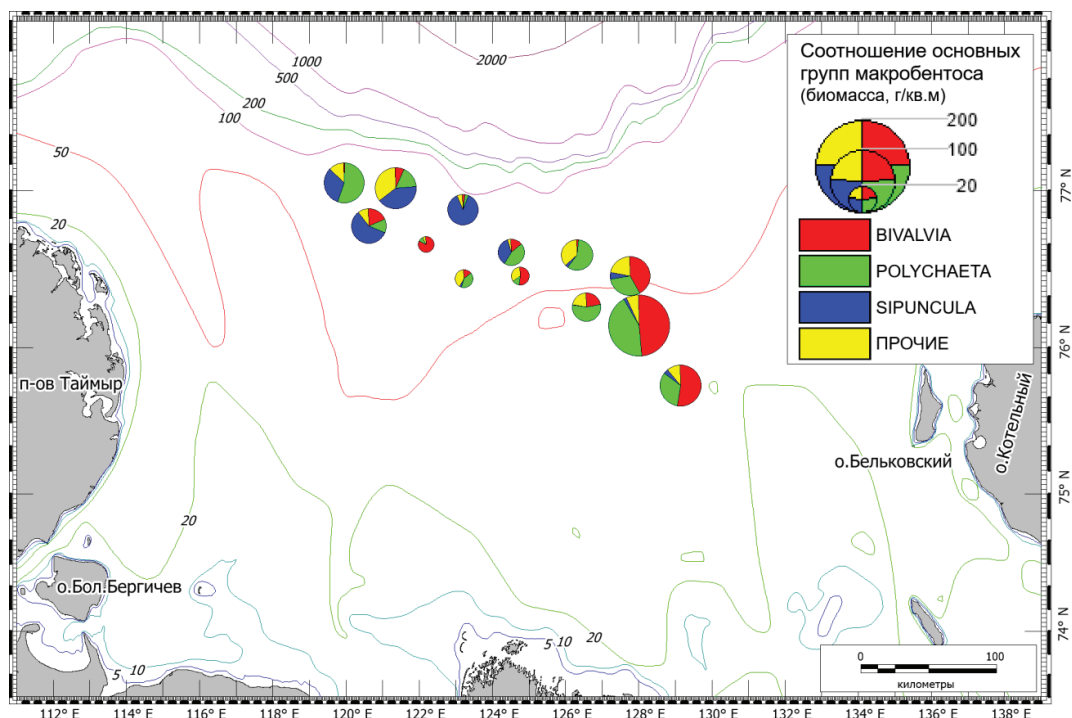 Соотношение основных
групп макробентоса
(биомасса, г/кв.м)
200
100
20
BIVALVIA
POLYCHAETA
SIPUNCULA
ПРОЧИЕ
2000
1000
500
200
100
50
20
77° N
76° N
п-ов Таймыр
о.Бельковский
о.Котельный
75° N
20
о.Бол.Бергичев
74° N
20
5
10
5
10
0
100
километры
112° E
114° E
116° E
118° E
120° E
122° E
124° E
126° E
128° E
130° E
132° E
134° E
136° E
138° E